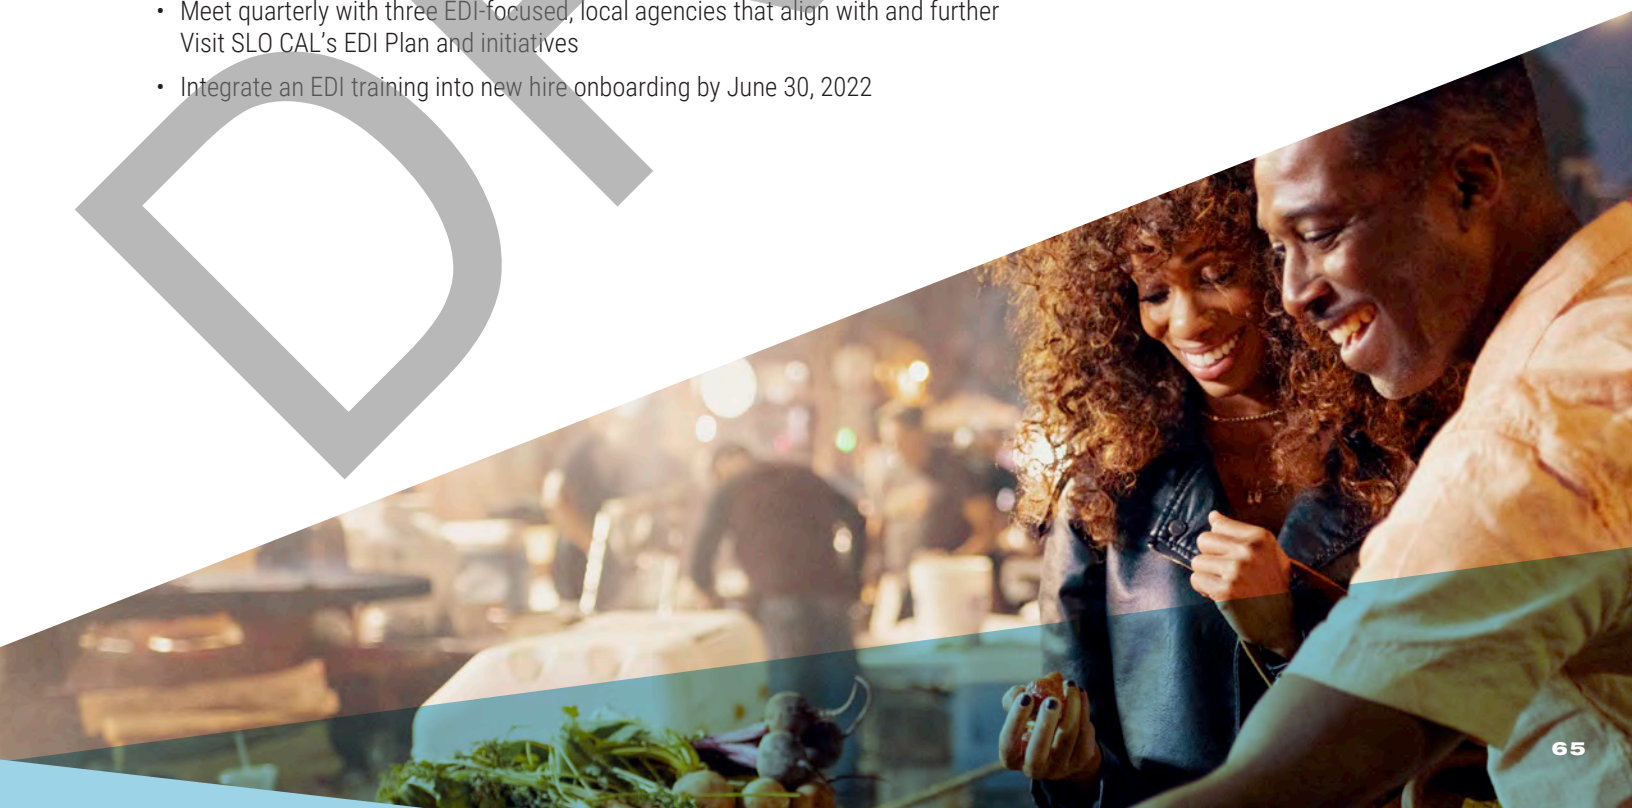 • Meet quarterly with three EDI-focused, local agencies that align with and further
Visit SLO CAL’s EDI Plan and initiatives
• Integrate an EDI training into new hire onboarding by June 30, 2022
65